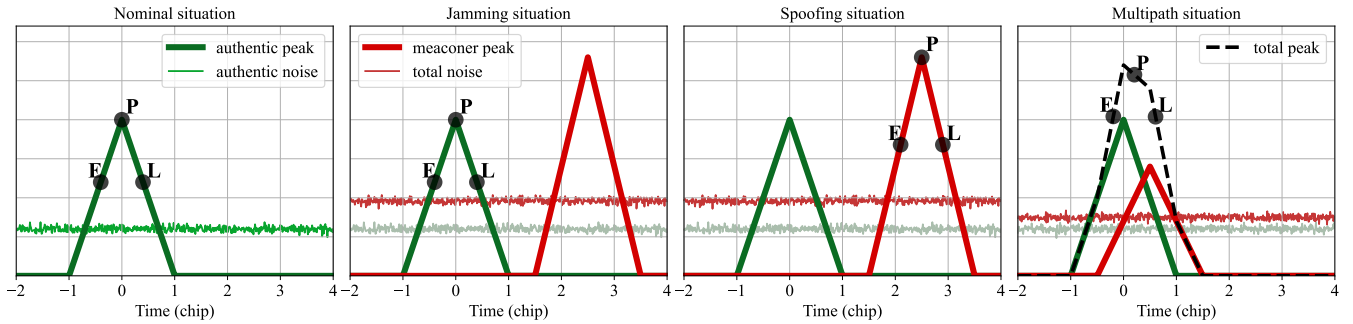 Nominal situation
authentic peak
authentic noise
P
E
L
−2 −1 0 1 2 3 4
Time (chip)
Jamming situation
meaconer peak
total noise
P
E
L
−2 −1 0 1 2 3 4
Time (chip)
Spoofing situation
P
E
L
−2 −1 0 1 2 3 4
Time (chip)
Multipath situation
total peak
P
E
L
−2 −1 0 1 2 3 4
Time (chip)